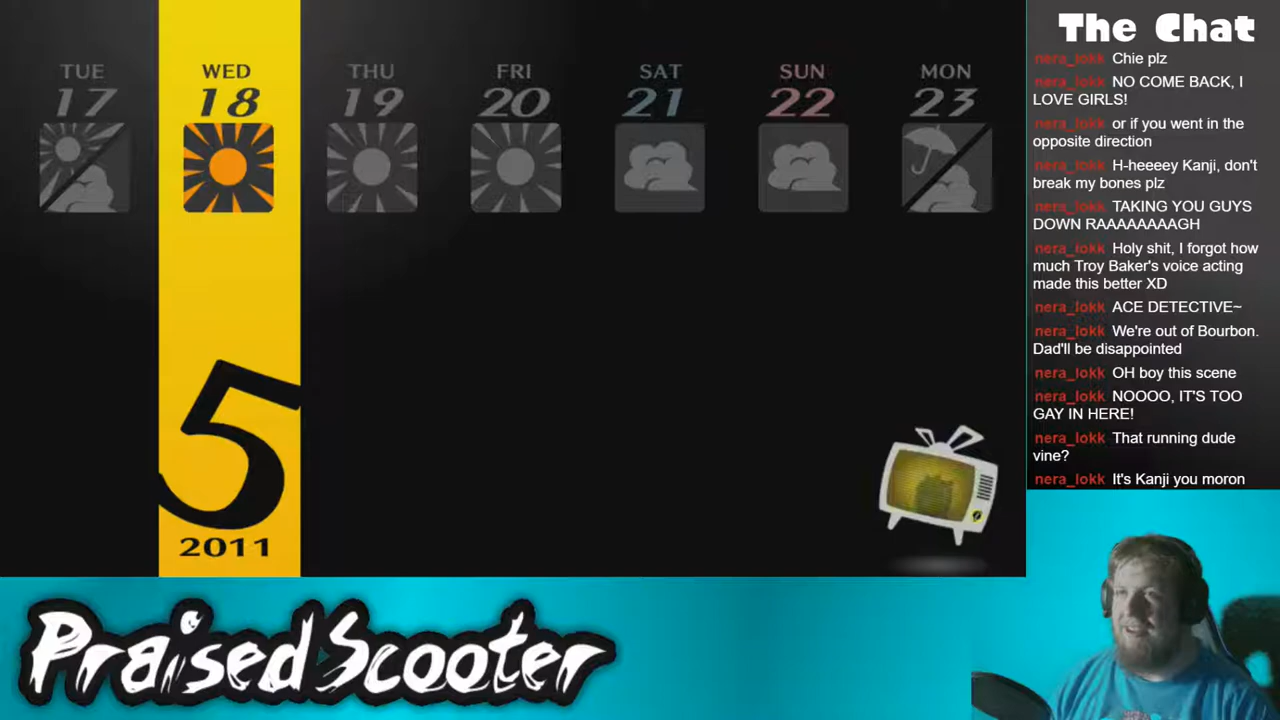 TUE WED THU FRI SAT SUN MON
17 18 19 20 21 22 23
5
2011
PraisedScooter
The Chat
nera_lokk Chie plz
nera_lokk NO COME BACK, I
LOVE GIRLS!
nera_lokk or if you went in the
opposite direction
nera_lokk H-heeeey Kanji, don't
break my bones plz
nera_lokk TAKING YOU GUYS
DOWN RAAAAAAAGH
nera_lokk Holy shit, I forgot how
much Troy Baker's voice acting
made this better XD
nera_lokk ACE DETECTIVE~
nera_lokk We're out of Bourbon.
Dad'll be disappointed
nera_lokk OH boy this scene
nera_lokk NOOOO, IT'S TOO
GAY IN HERE!
nera_lokk That running dude
vine?
nera_lokk It's Kanji you moron